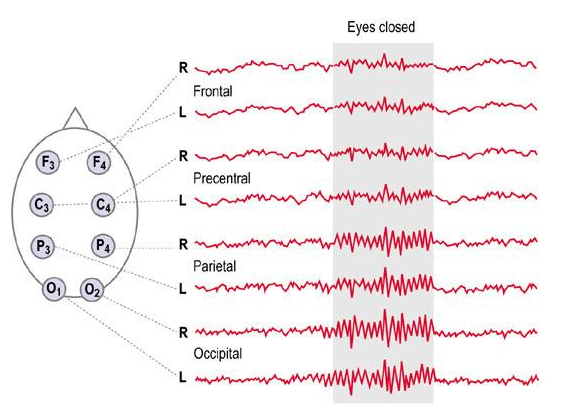 Eyes closed
R
Frontal
L
R
Precentral
L
R
Parietal
L
R
Occipital
L
F3 F4
C3 C4
P3 P4
O1 O2